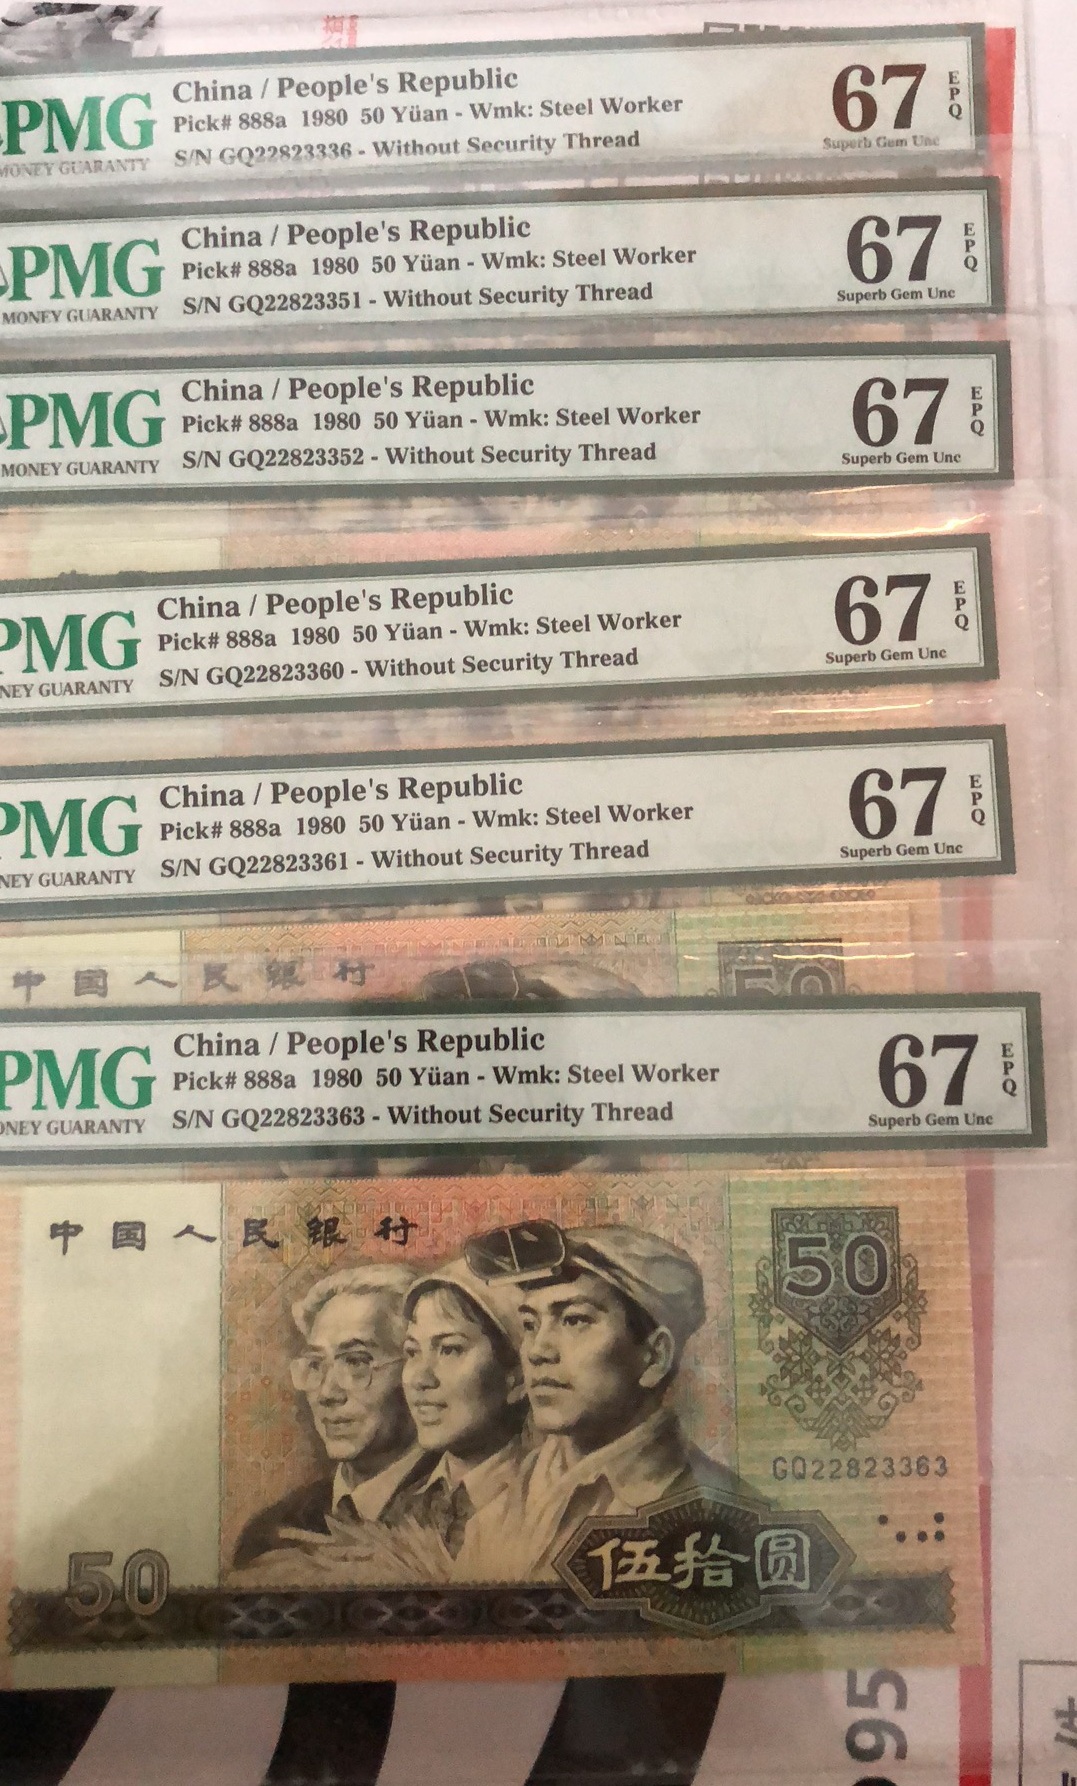 PMG
MONEY GUARANTY
China / People's Republic
Pick# 888a 1980 50 Yüan - Wmk: Steel Worker
S/N GQ22823336 - Without Security Thread
67
EPQ
Superb Gem Unc
PMG
MONEY GUARANTY
China / People's Republic
Pick# 888a 1980 50 Yüan - Wmk: Steel Worker
S/N GQ22823351 - Without Security Thread
67
EPQ
Superb Gem Unc
PMG
MONEY GUARANTY
China / People's Republic
Pick# 888a 1980 50 Yüan - Wmk: Steel Worker
S/N GQ22823352 - Without Security Thread
67
EPQ
Superb Gem Unc
PMG
NEY GUARANTY
China / People's Republic
Pick# 888a 1980 50 Yüan - Wmk: Steel Worker
S/N GQ22823360 - Without Security Thread
67
EPQ
Superb Gem Unc
PMG
NEY GUARANTY
China / People's Republic
Pick# 888a 1980 50 Yüan - Wmk: Steel Worker
S/N GQ22823361 - Without Security Thread
67
EPQ
Superb Gem Unc
中国人民银行
50
PMG
ONEY GUARANTY
China / People's Republic
Pick# 888a 1980 50 Yüan - Wmk: Steel Worker
S/N GQ22823363 - Without Security Thread
67
EPQ
Superb Gem Unc
中国人民银行
50
GQ22823363
伍拾圆
50
95